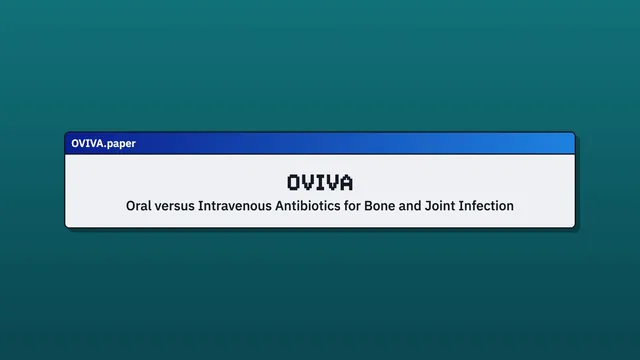 OVIVA.paper
OVIVA
Oral versus Intravenous Antibiotics for Bone and Joint Infection